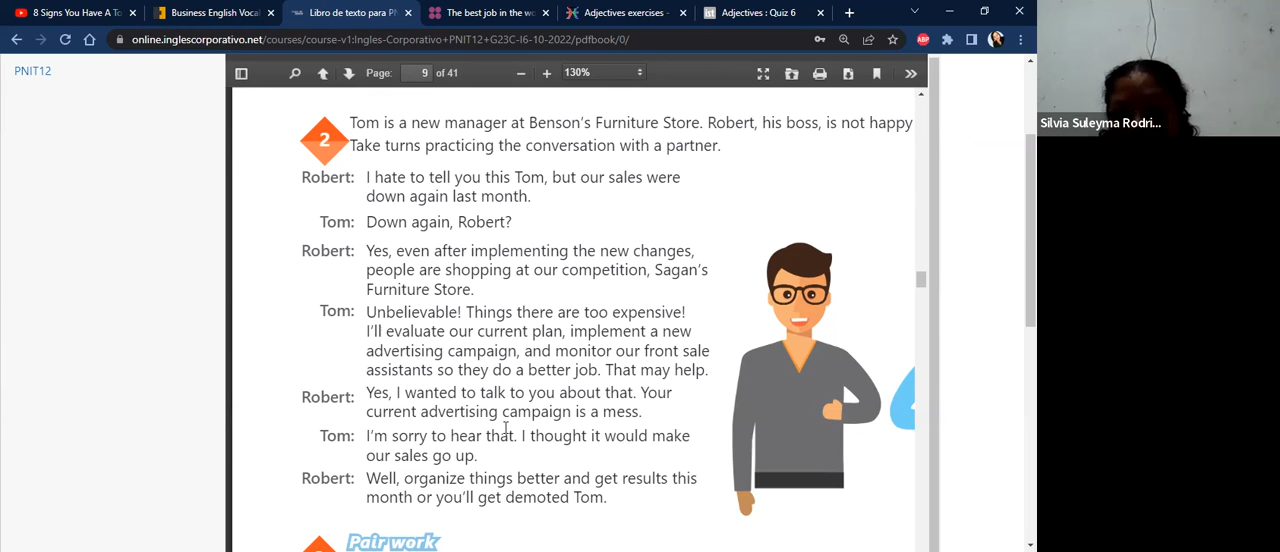 8 Signs You Have A To
Business English Vocal
Libro de texto para PN
The best job in the wo
Adjectives exercises -
Adjectives : Quiz 6
online.inglescorporativo.net/courses/course-v1:Ingles-Corporativo+PNIT12+G23C-I6-10-2022/pdfbook/0/
ABP
PNIT12
Page: 9 of 41
130%
Silvia Suleyma Rodri...
2
Tom is a new manager at Benson's Furniture Store. Robert, his boss, is not happy
Take turns practicing the conversation with a partner.
Robert: I hate to tell you this Tom, but our sales were
down again last month.
Tom: Down again, Robert?
Robert: Yes, even after implementing the new changes,
people are shopping at our competition, Sagan's
Furniture Store.
Tom: Unbelievable! Things there are too expensive!
I'll evaluate our current plan, implement a new
advertising campaign, and monitor our front sale
assistants so they do a better job. That may help.
Robert: Yes, I wanted to talk to you about that. Your
current advertising campaign is a mess.
Tom: I'm sorry to hear that. I thought it would make
our sales go up.
Robert: Well, organize things better and get results this
month or you'll get demoted Tom.
Pair work